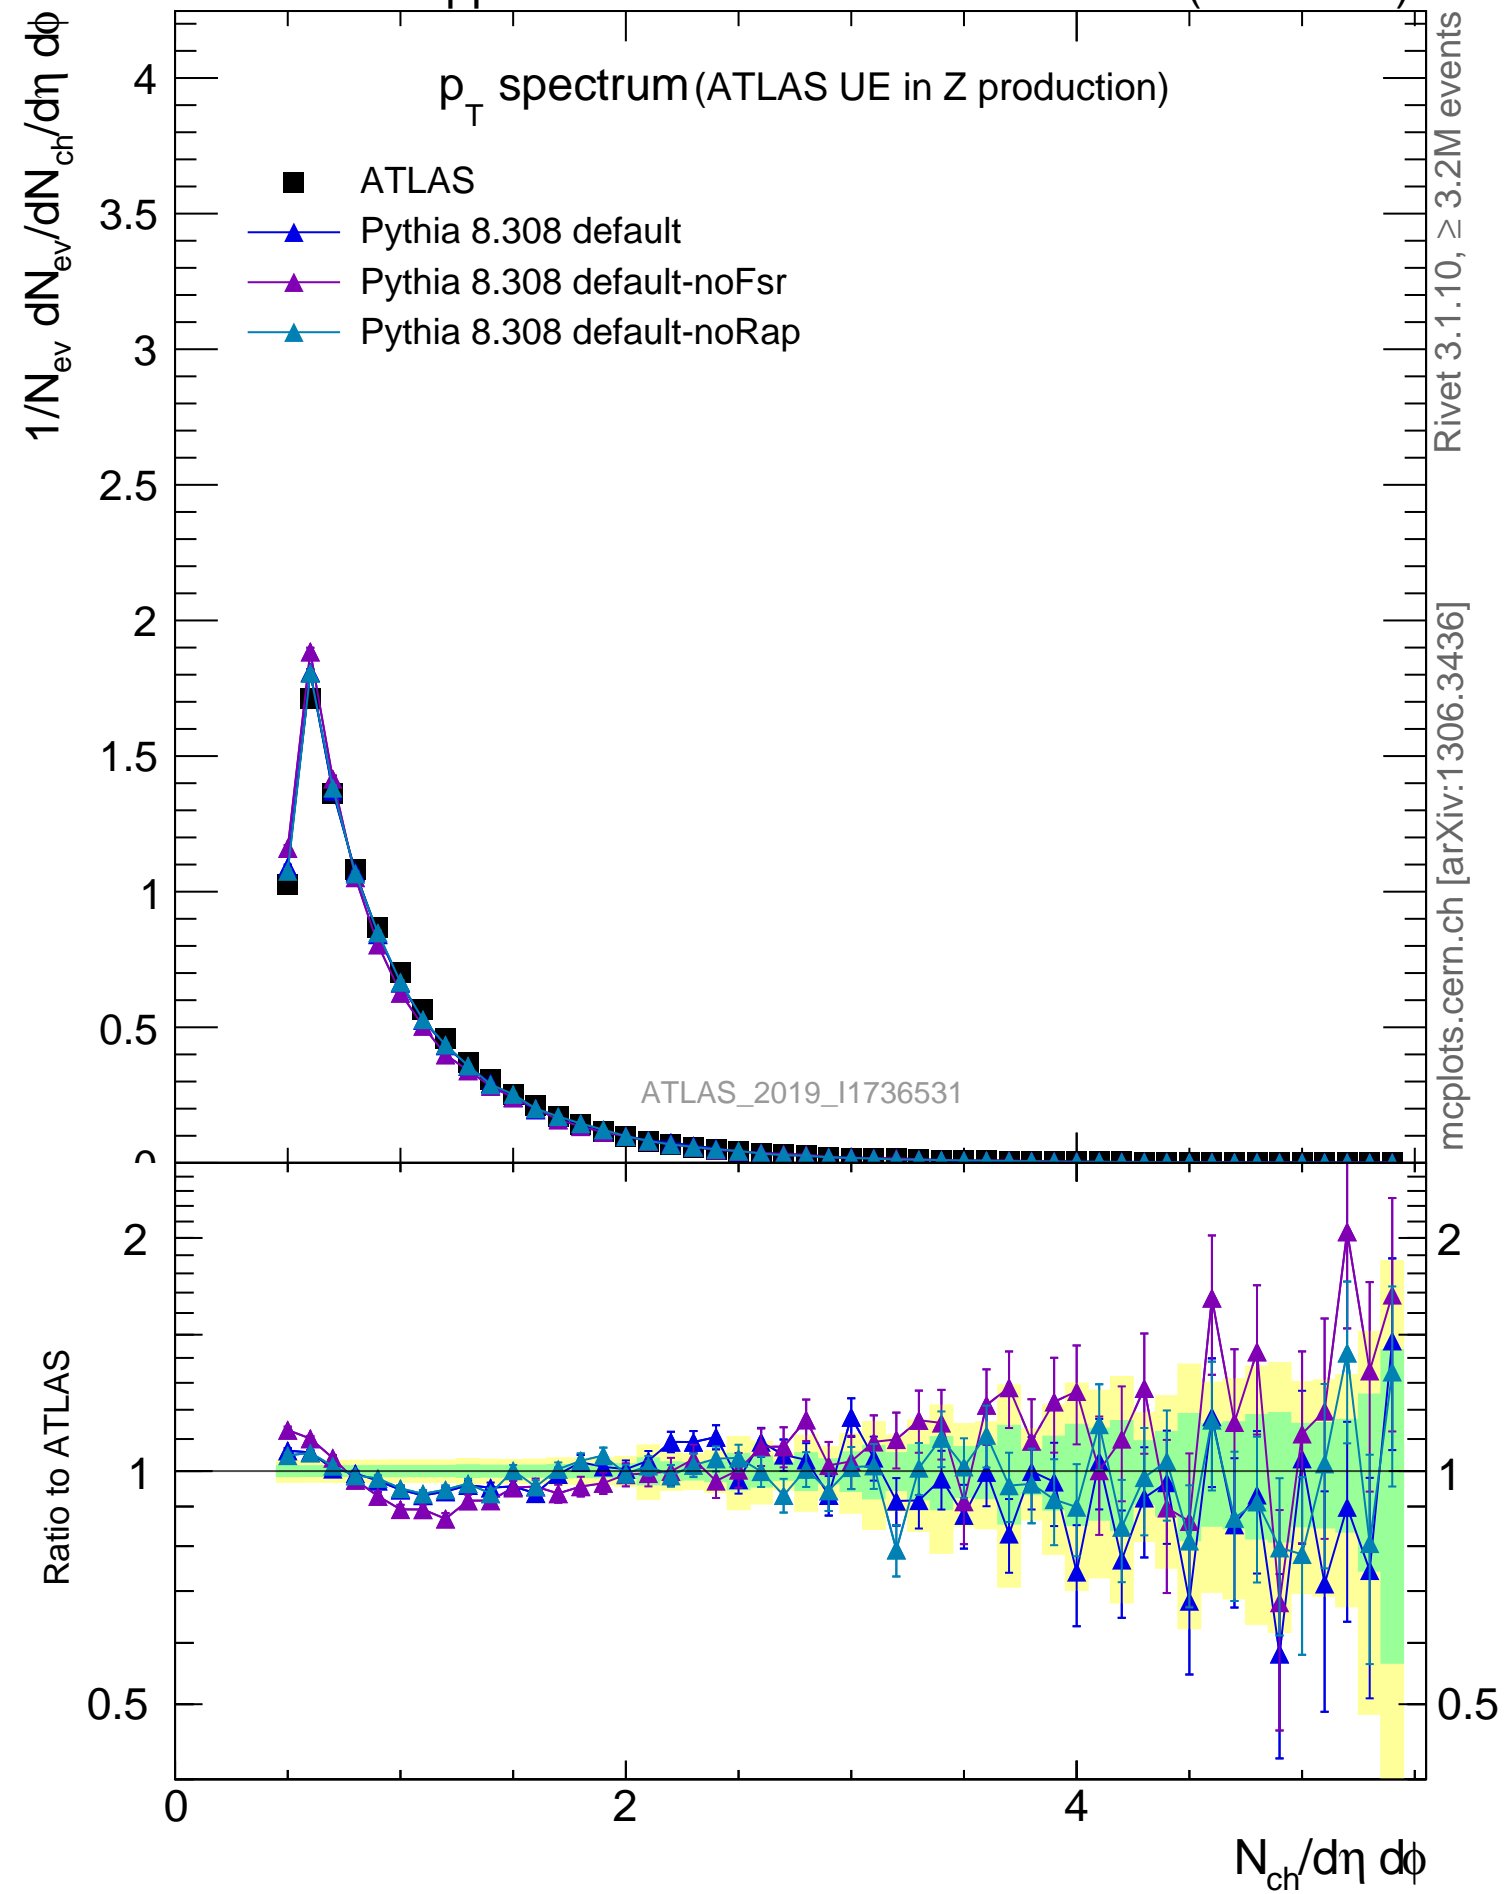 p_T spectrum (ATLAS UE in Z production)
1/N_ev dN_ev/dN_ch/dη dϕ
ATLAS
Pythia 8.308 default
Pythia 8.308 default-noFsr
Pythia 8.308 default-noRap
4
3.5
3
2.5
2
1.5
1
0.5
0
ATLAS_2019_I1736531
Rivet 3.1.10, ≥ 3.2M events
mcplots.cern.ch [arXiv:1306.3436]
Ratio to ATLAS
2
1
0.5
2
1
0.5
0
2
4
N_ch/dη dϕ